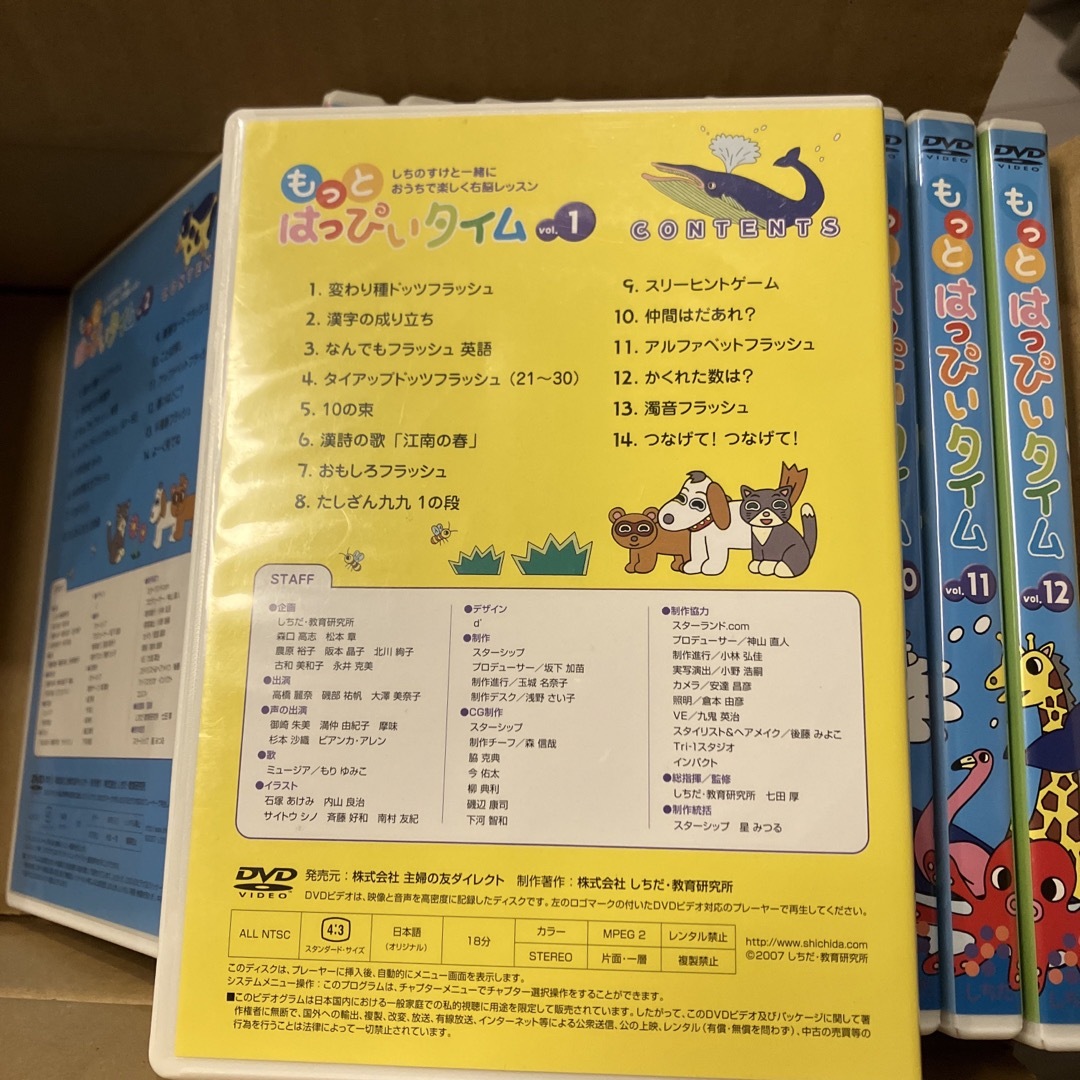 もっと
はっぴぃタイム vol.1
しちのすけと一緒に
おうちで楽しく右脳レッスン
CONTENTS
1. 変わり種ドッツフラッシュ
2. 漢字の成り立ち
3. なんでもフラッシュ 英語
4. タイアップドッツフラッシュ（21〜30）
5. 10の束
6. 漢詩の歌「江南の春」
7. おもしろフラッシュ
8. たしざん九九 1の段
9. スリーヒントゲーム
10. 仲間はだあれ？
11. アルファベットフラッシュ
12. かくれた数は？
13. 濁音フラッシュ
14. つなげて！つなげて！
STAFF
●企画
しちだ・教育研究所
森口 高志 松本 章
農原 裕子 阪本 晶子 北川 絢子
古和 美和子 永井 克美
●出演
高橋 麗奈 磯部 祐帆 大澤 美奈子
●声の出演
御崎 朱美 満仲 由紀子 摩味
杉本 沙織 ビアンカ・アレン
●歌
ミュージア／もり ゆみこ
●イラスト
石塚 あけみ 内山 良治
サイトウ シノ 斉藤 好和 南村 友紀
●デザイン
d'
●制作
スターシップ
プロデューサー／坂下 加苗
制作進行／玉城 名奈子
制作デスク／浅野 さい子
●CG制作
スターシップ
制作チーフ／森 信哉
脇 克典
今 佑太
柳 典利
磯辺 康司
下河 智和
●制作協力
スターランド.com
プロデューサー／神山 直人
制作進行／小林 弘佳
実写演出／小野 浩嗣
カメラ／安達 昌彦
照明／倉本 由彦
VE／九鬼 英治
スタイリスト&ヘアメイク／後藤 みよこ
Tri-1スタジオ
インパクト
●総指揮／監修
しちだ・教育研究所 七田 厚
●制作統括
スターシップ 星 みつる
DVD VIDEO
発売元：株式会社 主婦の友ダイレクト 制作著作：株式会社 しちだ・教育研究所
DVDビデオは、映像と音声を高密度に記録したディスクです。左のロゴマークの付いたDVDビデオ対応のプレーヤーで再生してください。
ALL NTSC
4:3
スタンダード・サイズ
日本語
（オリジナル）
18分
カラー
STEREO
MPEG 2
片面・一層
レンタル禁止
複製禁止
http://www.shichida.com
©2007 しちだ・教育研究所
このディスクは、プレーヤーに挿入後、自動的にメニュー画面を表示します。
システムメニュー操作：このプログラムは、チャプターメニューでチャプター選択操作をすることができます。
■このビデオグラムは日本国内における一般家庭での私的視聴に用途を限定して販売されています。したがって、このDVDビデオ及びパッケージに関して著
作権者に無断で、国外への輸出、複製、改変、放送、有線放送、インターネット等による公衆送信、公の上映、レンタル（有償・無償を問わず）、中古の売買等の
行為を行うことは法律によって一切禁止されています。
DVD VIDEO
もっと はっぴぃタイム
vol.11
しちだ
DVD VIDEO
もっと はっぴぃタイム
vol.12
しちだ